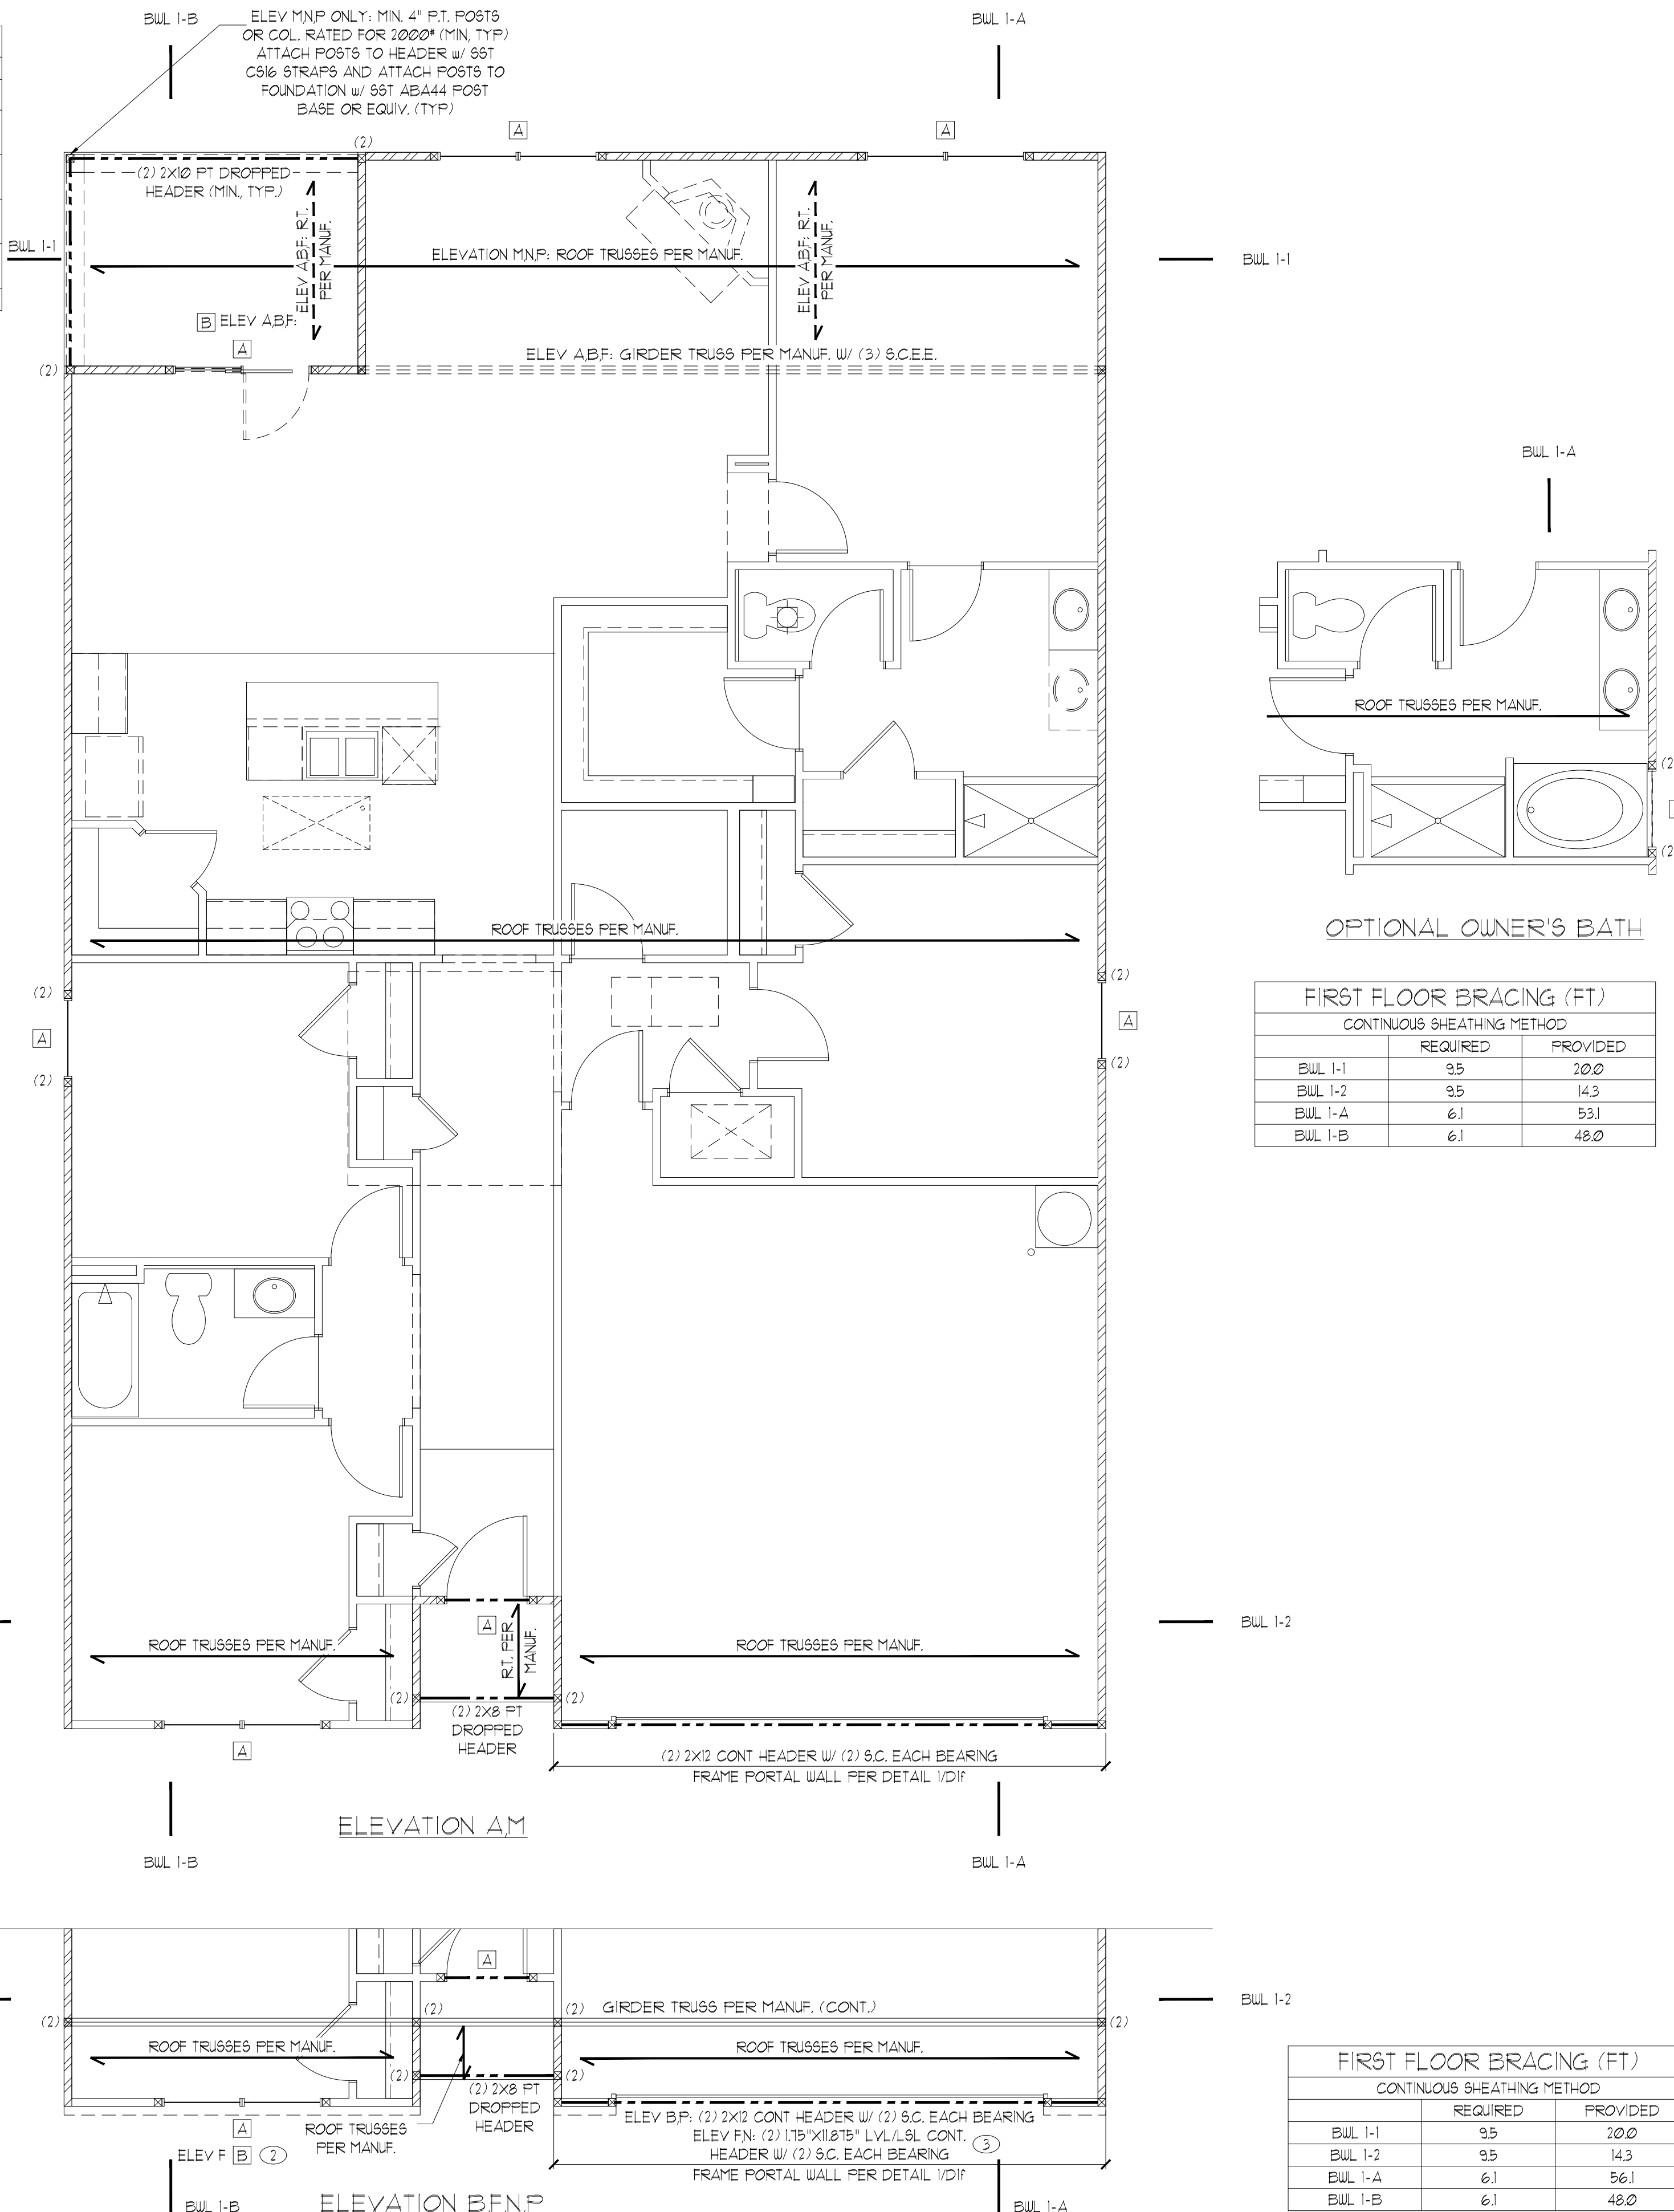 BWL 1-B
ELEV M,N,P ONLY: MIN. 4" P.T. POSTS
OR COL. RATED FOR 2000# (MIN, TYP)
ATTACH POSTS TO HEADER w/ SST
CS16 STRAPS AND ATTACH POSTS TO
FOUNDATION w/ SST ABA44 POST
BASE OR EQUIV. (TYP)
BWL 1-A
A
A
(2)
(2) 2X10 PT DROPPED
HEADER (MIN., TYP.)
ELEV A,B,F: R.T.
PER MANUF.
ELEV A,B,F: R.T.
PER MANUF.
BWL 1-1
ELEVATION M,N,P: ROOF TRUSSES PER MANUF.
BWL 1-1
B ELEV A,B,F:
A
ELEV A,B,F: GIRDER TRUSS PER MANUF. W/ (3) S.C.E.E.
(2)
BWL 1-A
ROOF TRUSSES PER MANUF.
(2
(2
OPTIONAL OWNER'S BATH
ROOF TRUSSES PER MANUF.
(2)
(2)
A
A
(2)
(2)
FIRST FLOOR BRACING (FT)
CONTINUOUS SHEATHING METHOD
REQUIRED PROVIDED
BWL 1-1 9.5 20.0
BWL 1-2 9.5 14.3
BWL 1-A 6.1 53.1
BWL 1-B 6.1 48.0
BWL 1-2
A
R.T. PER
MANUF.
ROOF TRUSSES PER MANUF.
ROOF TRUSSES PER MANUF.
(2)
(2)
(2) 2X8 PT
DROPPED
HEADER
A
(2) 2X12 CONT HEADER W/ (2) S.C. EACH BEARING
FRAME PORTAL WALL PER DETAIL 1/D1f
ELEVATION A,M
BWL 1-B
BWL 1-A
A
BWL 1-2
(2)
(2)
(2)
GIRDER TRUSS PER MANUF. (CONT.)
(2)
ROOF TRUSSES PER MANUF.
ROOF TRUSSES PER MANUF.
(2)
(2)
(2) 2X8 PT
DROPPED
HEADER
A
ROOF TRUSSES
PER MANUF.
ELEV F B 2
ELEV B,P: (2) 2X12 CONT HEADER W/ (2) S.C. EACH BEARING
ELEV F,N: (2) 1.75"X11.875" LVL/LSL CONT.
HEADER W/ (2) S.C. EACH BEARING
3
FRAME PORTAL WALL PER DETAIL 1/D1f
BWL 1-B
ELEVATION B,F,N,P
BWL 1-A
FIRST FLOOR BRACING (FT)
CONTINUOUS SHEATHING METHOD
REQUIRED PROVIDED
BWL 1-1 9.5 20.0
BWL 1-2 9.5 14.3
BWL 1-A 6.1 56.1
BWL 1-B 6.1 48.0